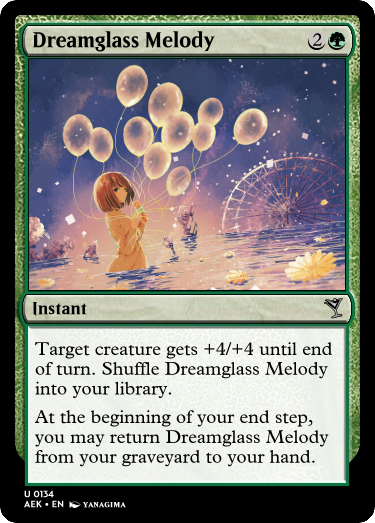 Dreamglass Melody 2
Instant
Target creature gets +4/+4 until end
of turn. Shuffle Dreamglass Melody
into your library.
At the beginning of your end step,
you may return Dreamglass Melody
from your graveyard to your hand.
U 0134
AEK • EN YANAGIMA